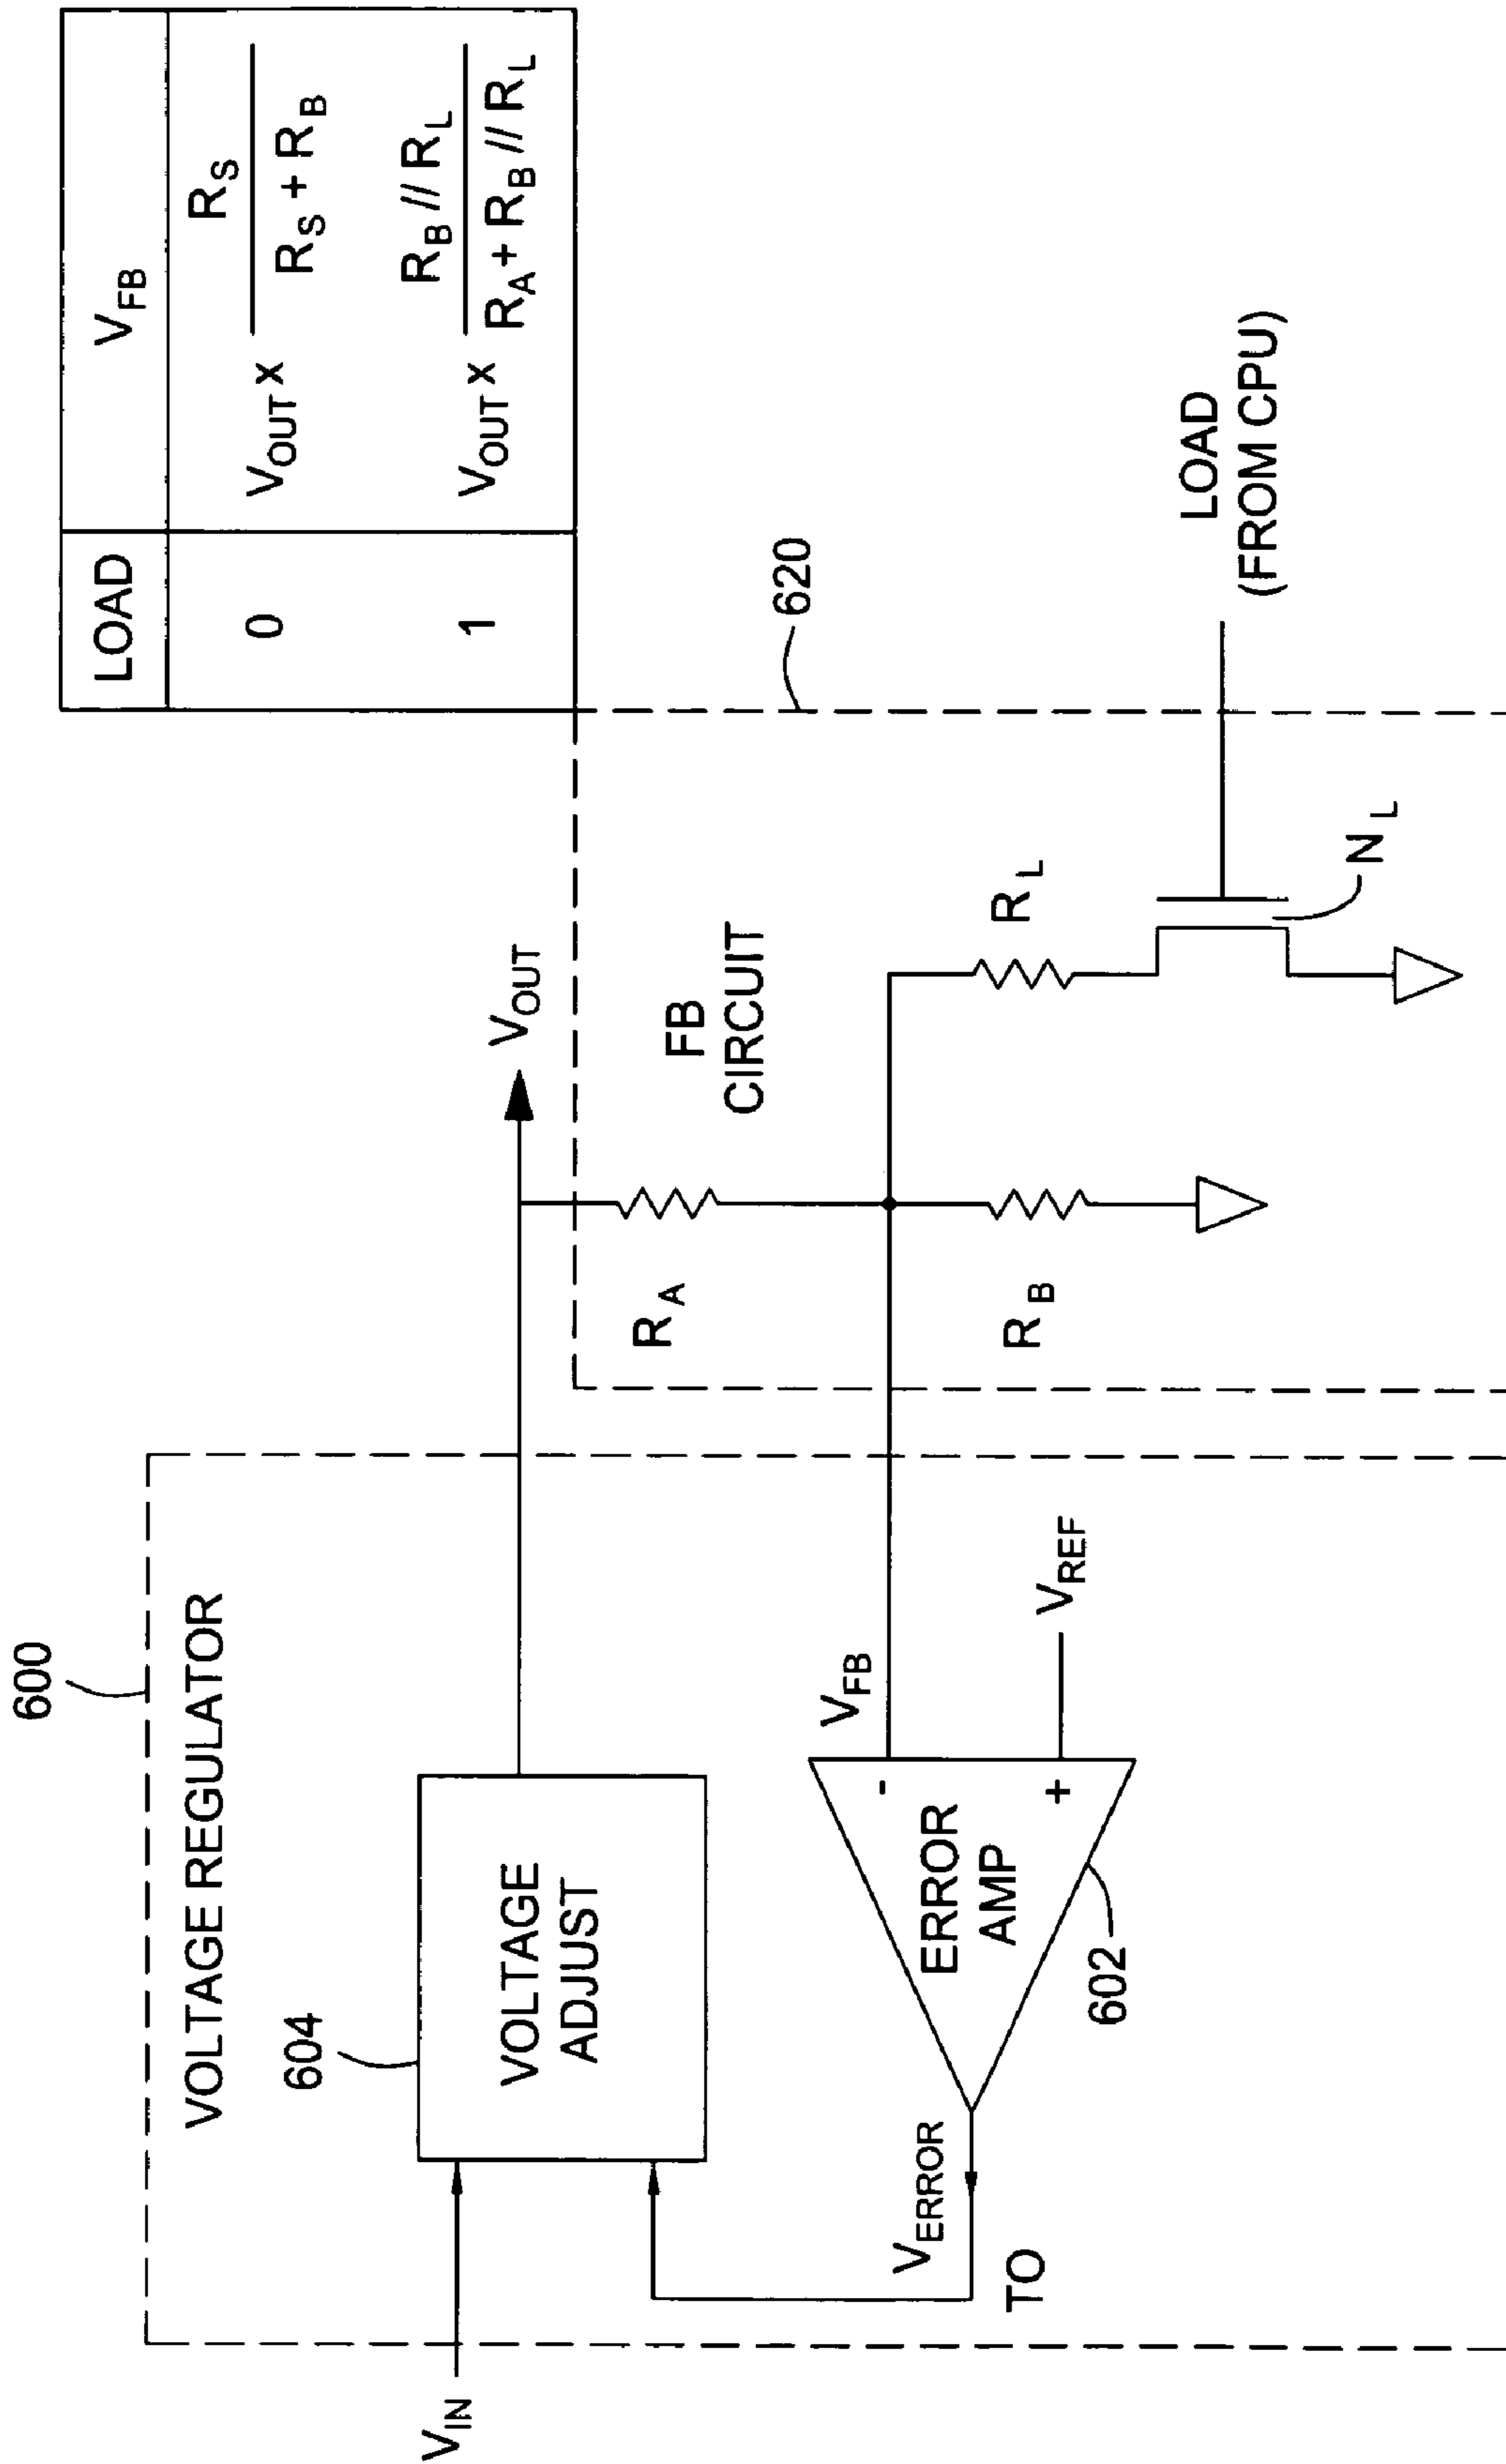 600
VOLTAGE REGULATOR
V_IN
604
VOLTAGE
ADJUST
V_ERROR
TO
ERROR
AMP
-
+
602
V_FB
V_REF
V_OUT
FB
CIRCUIT
R_A
R_B
R_L
N_L
620
LOAD
(FROM CPU)
LOAD V_FB
0 V_OUT x R_S / R_S + R_B
1 V_OUT x R_B // R_L / R_A + R_B // R_L